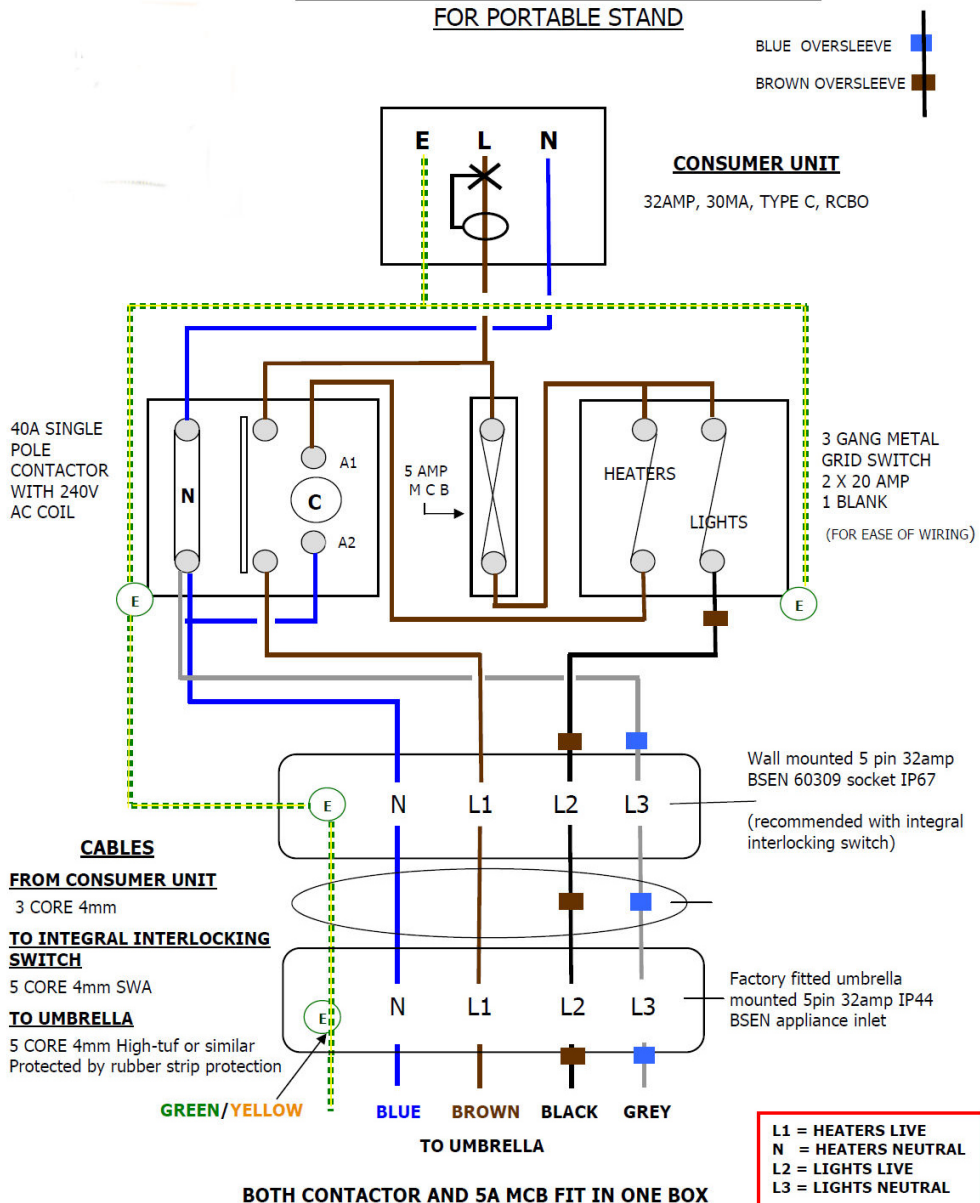 FOR PORTABLE STAND
BLUE OVERSLEEVE
BROWN OVERSLEEVE
E L N
CONSUMER UNIT
32AMP, 30MA, TYPE C, RCBO
40A SINGLE
POLE
CONTACTOR
WITH 240V
AC COIL
N
A1
C
A2
5 AMP
M C B
HEATERS
LIGHTS
3 GANG METAL
GRID SWITCH
2 X 20 AMP
1 BLANK
(FOR EASE OF WIRING)
E
E
E N L1 L2 L3
Wall mounted 5 pin 32amp
BSEN 60309 socket IP67
(recommended with integral
interlocking switch)
CABLES
FROM CONSUMER UNIT
3 CORE 4mm
TO INTEGRAL INTERLOCKING
SWITCH
5 CORE 4mm SWA
TO UMBRELLA
5 CORE 4mm High-tuf or similar
Protected by rubber strip protection
E N L1 L2 L3
Factory fitted umbrella
mounted 5pin 32amp IP44
BSEN appliance inlet
GREEN/YELLOW BLUE BROWN BLACK GREY
TO UMBRELLA
L1 = HEATERS LIVE
N = HEATERS NEUTRAL
L2 = LIGHTS LIVE
L3 = LIGHTS NEUTRAL
BOTH CONTACTOR AND 5A MCB FIT IN ONE BOX